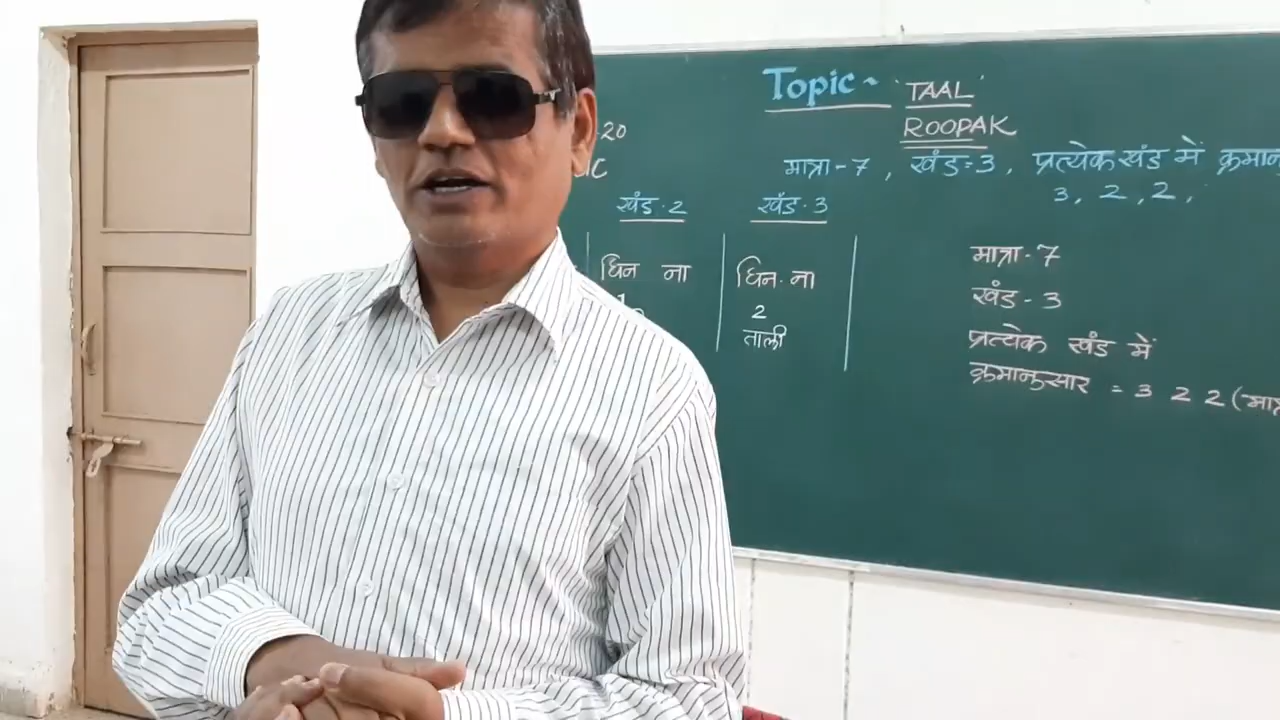 Topic - 'TAAL'
ROOPAK
.20
मात्रा - 7 , खंड = 3 , प्रत्येक खंड में
3, 2, 2,
खंड · 2 खंड · 3
धिन ना धिन · ना
1 2
ताली
मात्रा - 7
खंड - 3
प्रत्येक खंड में
क्रमानुसार = 3 2 2